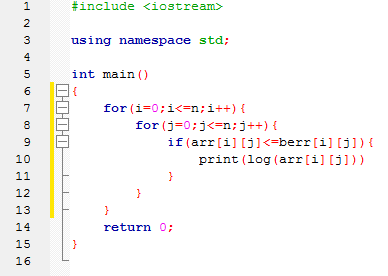 1 #include <iostream>
2
3 using namespace std;
4
5 int main()
6 {
7 for(i=0;i<=n;i++){
8 for(j=0;j<=n;j++){
9 if(arr[i][j]<=berr[i][j]){
10 print(log(arr[i][j]))
11 }
12 }
13 }
14 return 0;
15 }
16